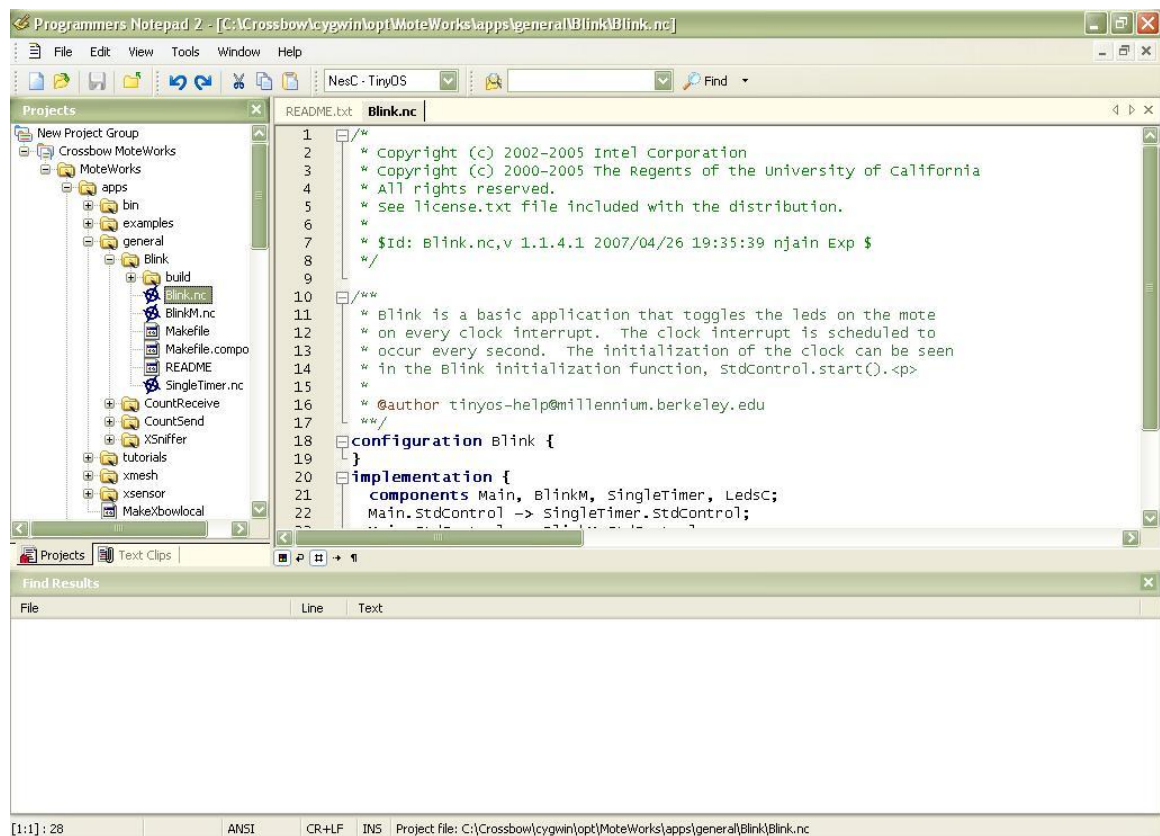 Programmers Notepad 2 - [C:\Crossbow\cygwin\opt\MoteWorks\apps\general\Blink\Blink.nc]
File Edit View Tools Window Help
NesC - TinyOS Find
Projects
New Project Group
Crossbow MoteWorks
MoteWorks
apps
bin
examples
general
Blink
build
Blink.nc
BlinkM.nc
Makefile
Makefile.compo
README
SingleTimer.nc
CountReceive
CountSend
XSniffer
tutorials
xmesh
xsensor
MakeXbowlocal
Projects Text Clips
README.txt Blink.nc
1 /*
2 * Copyright (c) 2002-2005 Intel Corporation
3 * Copyright (c) 2000-2005 The Regents of the University of California
4 * All rights reserved.
5 * See license.txt file included with the distribution.
6 *
7 * $Id: Blink.nc,v 1.1.4.1 2007/04/26 19:35:39 njain Exp $
8 */
9
10 /**
11 * Blink is a basic application that toggles the leds on the mote
12 * on every clock interrupt.  The clock interrupt is scheduled to
13 * occur every second.  The initialization of the clock can be seen
14 * in the Blink initialization function, StdControl.start().<p>
15 *
16 * @author tinyos-help@millennium.berkeley.edu
17 **/
18 configuration Blink {
19 }
20 implementation {
21 components Main, BlinkM, SingleTimer, LedsC;
22 Main.StdControl -> SingleTimer.StdControl;
Find Results
File Line Text
[1:1] : 28 ANSI CR+LF INS Project file: C:\Crossbow\cygwin\opt\MoteWorks\apps\general\Blink\Blink.nc